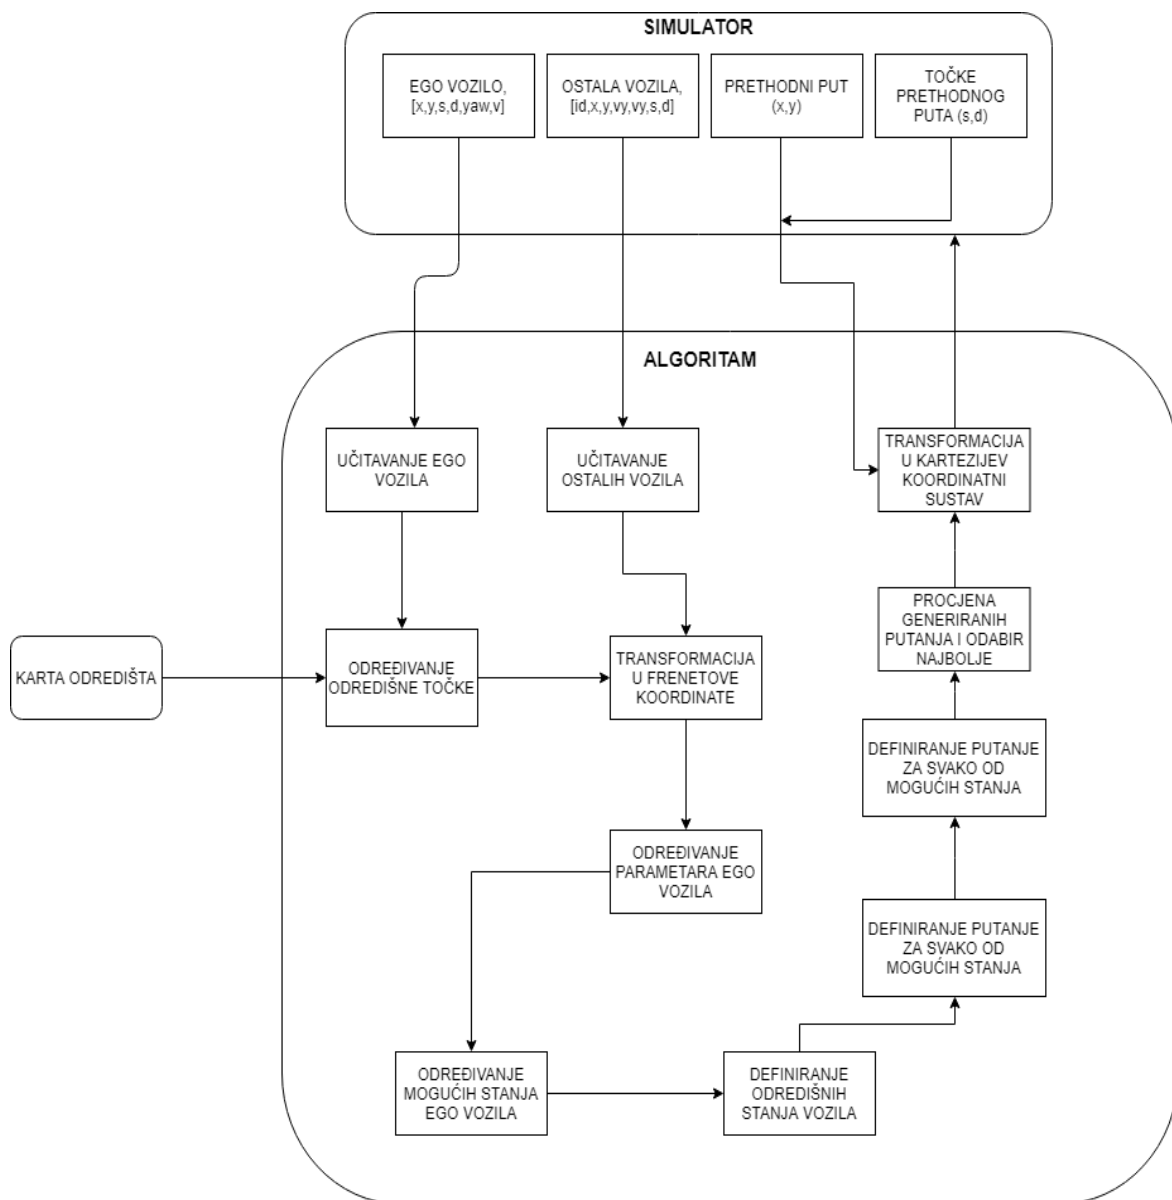 SIMULATOR
EGO VOZILO,
[x,y,s,d,yaw,v]
OSTALA VOZILA,
[id,x,y,vy,vy,s,d]
PRETHODNI PUT
(x,y)
TOČKE
PRETHODNOG
PUTA (s,d)
ALGORITAM
UČITAVANJE EGO
VOZILA
UČITAVANJE
OSTALIH VOZILA
TRANSFORMACIJA
U KARTEZIJEV
KOORDINATNI
SUSTAV
KARTA ODREDIŠTA
ODREĐIVANJE
ODREDIŠNE TOČKE
TRANSFORMACIJA
U FRENETOVE
KOORDINATE
PROCJENA
GENERIRANIH
PUTANJA I ODABIR
NAJBOLJE
DEFINIRANJE PUTANJE
ZA SVAKO OD
MOGUĆIH STANJA
ODREĐIVANJE
PARAMETARA EGO
VOZILA
DEFINIRANJE PUTANJE
ZA SVAKO OD
MOGUĆIH STANJA
ODREĐIVANJE
MOGUĆIH STANJA
EGO VOZILA
DEFINIRANJE
ODREDIŠNIH
STANJA VOZILA